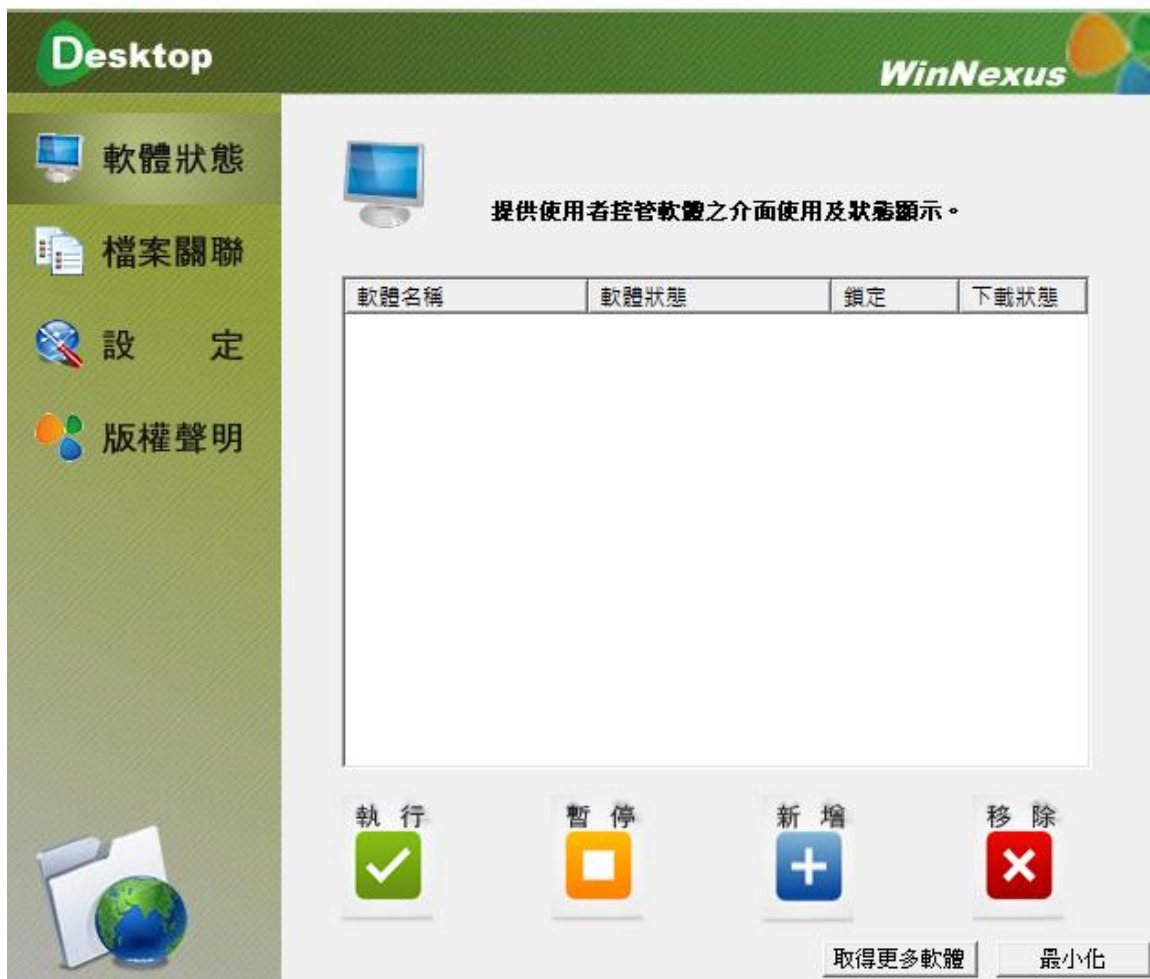 Desktop
WinNexus
軟體狀態
檔案關聯
設 定
版權聲明
提供使用者控管軟體之介面使用及狀態顯示。
軟體名稱 軟體狀態 鎖定 下載狀態
執 行 暫 停 新 增 移 除
取得更多軟體 最小化